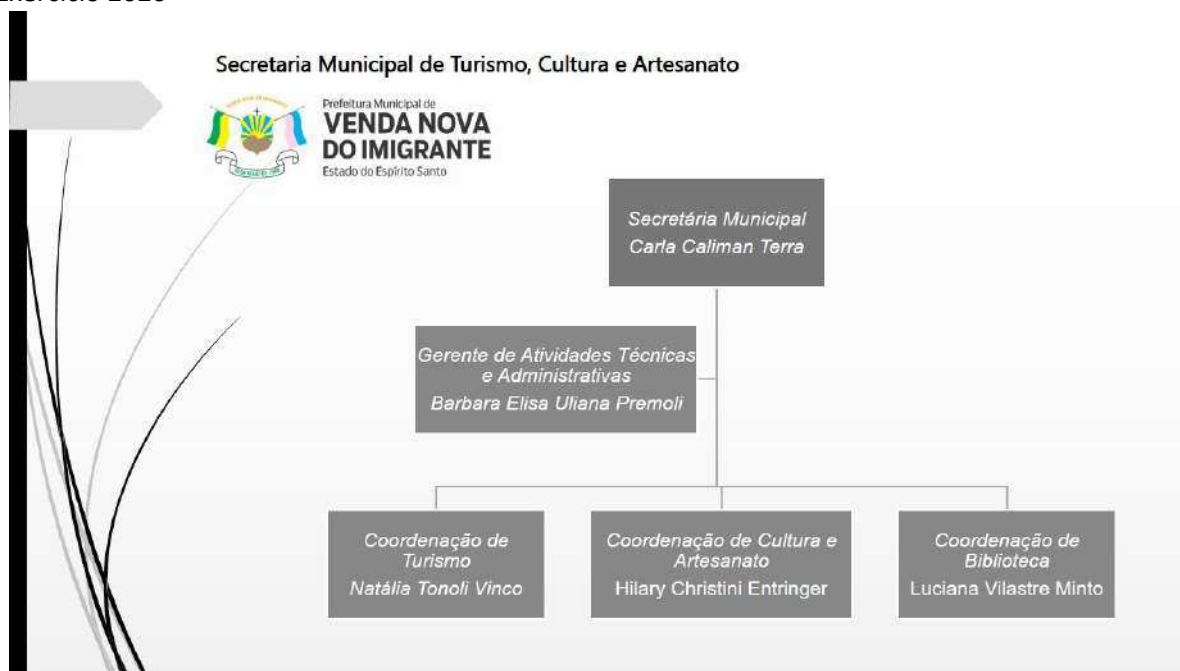 Secretaria Municipal de Turismo, Cultura e Artesanato
Prefeitura Municipal de
VENDA NOVA
DO IMIGRANTE
Estado do Espírito Santo
Secretária Municipal
Carla Caliman Terra
Gerente de Atividades Técnicas
e Administrativas
Barbara Elisa Uliana Premoli
Coordenação de
Turismo
Natália Tonoli Vinco
Coordenação de Cultura e
Artesanato
Hilary Christini Entringer
Coordenação de
Biblioteca
Luciana Vilastre Minto